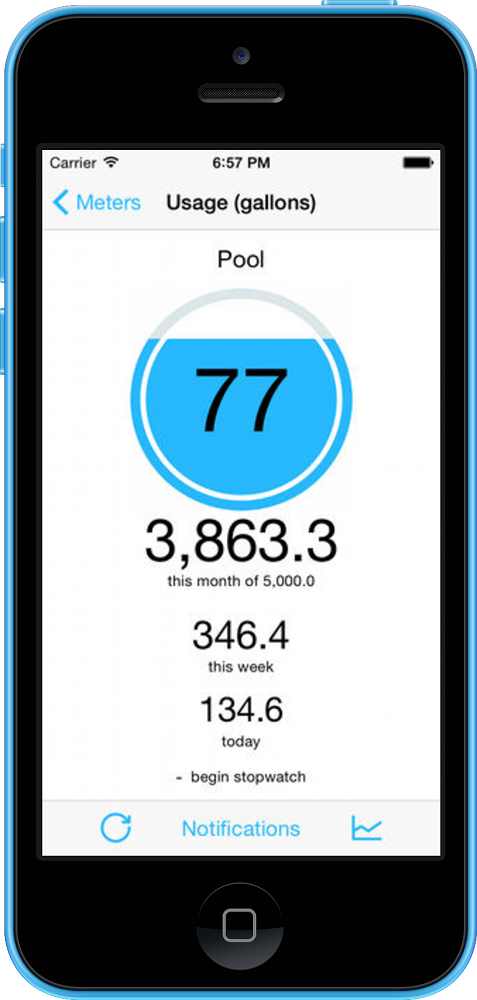 Carrier 6:57 PM
Meters Usage (gallons)
Pool
77
3,863.3
this month of 5,000.0
346.4
this week
134.6
today
- begin stopwatch
Notifications